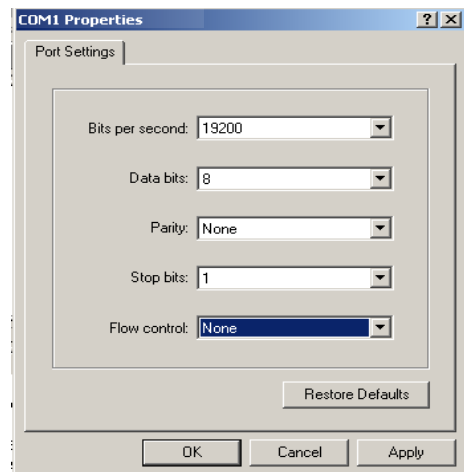 COM1 Properties
Port Settings
Bits per second: 19200
Data bits: 8
Parity: None
Stop bits: 1
Flow control: None
Restore Defaults
OK Cancel Apply